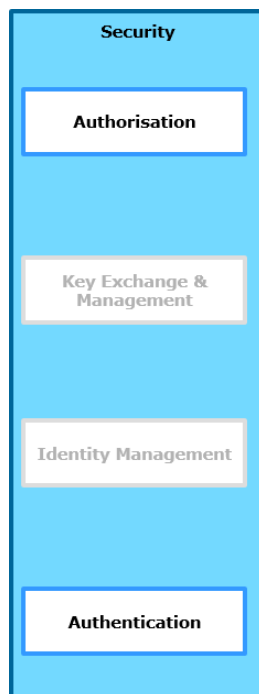 Security
Authorisation
Key Exchange &
Management
Identity Management
Authentication